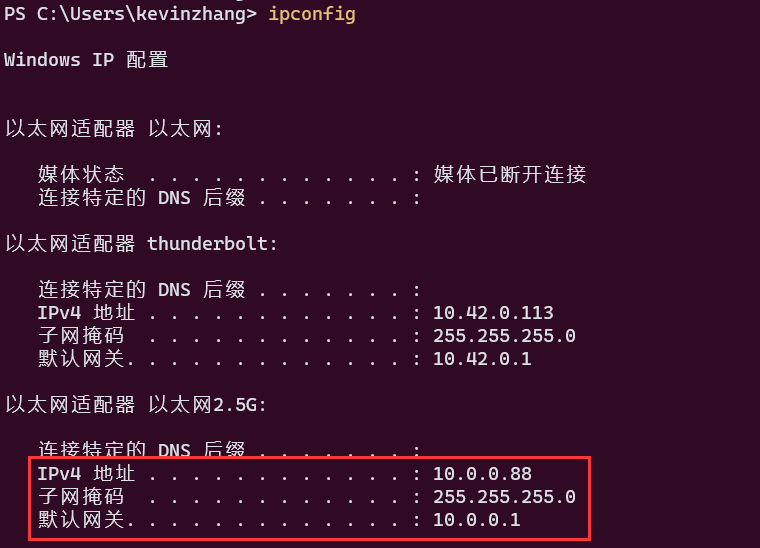 PS C:\Users\kevinzhang> ipconfig
Windows IP 配置
以太网适配器 以太网:
媒体状态 . . . . . . . . . . . . : 媒体已断开连接
连接特定的 DNS 后缀 . . . . . . . :
以太网适配器 thunderbolt:
连接特定的 DNS 后缀 . . . . . . . :
IPv4 地址 . . . . . . . . . . . . : 10.42.0.113
子网掩码 . . . . . . . . . . . . : 255.255.255.0
默认网关. . . . . . . . . . . . . : 10.42.0.1
以太网适配器 以太网2.5G:
连接特定的 DNS 后缀 . . . . . . . :
IPv4 地址 . . . . . . . . . . . . : 10.0.0.88
子网掩码 . . . . . . . . . . . . : 255.255.255.0
默认网关. . . . . . . . . . . . . : 10.0.0.1